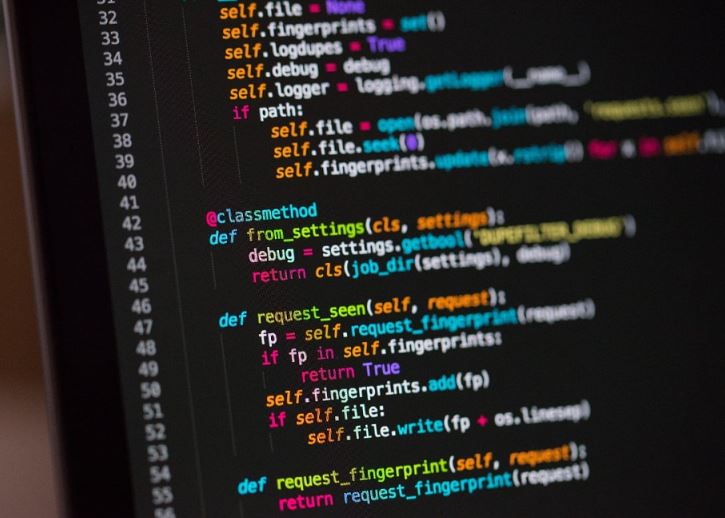 31
32 self.file = None
33 self.fingerprints = set()
34 self.logdupes = True
35 self.debug = debug
36 self.logger = logging.getLogger(__name__)
37 if path:
38 self.file = open(os.path.join(path, 'requests.seen'),
39 self.file.seek(0)
40 self.fingerprints.update(x.rstrip() for x in self.
41
42 @classmethod
43 def from_settings(cls, settings):
44 debug = settings.getbool('DUPEFILTER_DEBUG')
45 return cls(job_dir(settings), debug)
46
47 def request_seen(self, request):
48 fp = self.request_fingerprint(request)
49 if fp in self.fingerprints:
50 return True
51 self.fingerprints.add(fp)
52 if self.file:
53 self.file.write(fp + os.linesep)
54
55 def request_fingerprint(self, request):
56 return request_fingerprint(request)